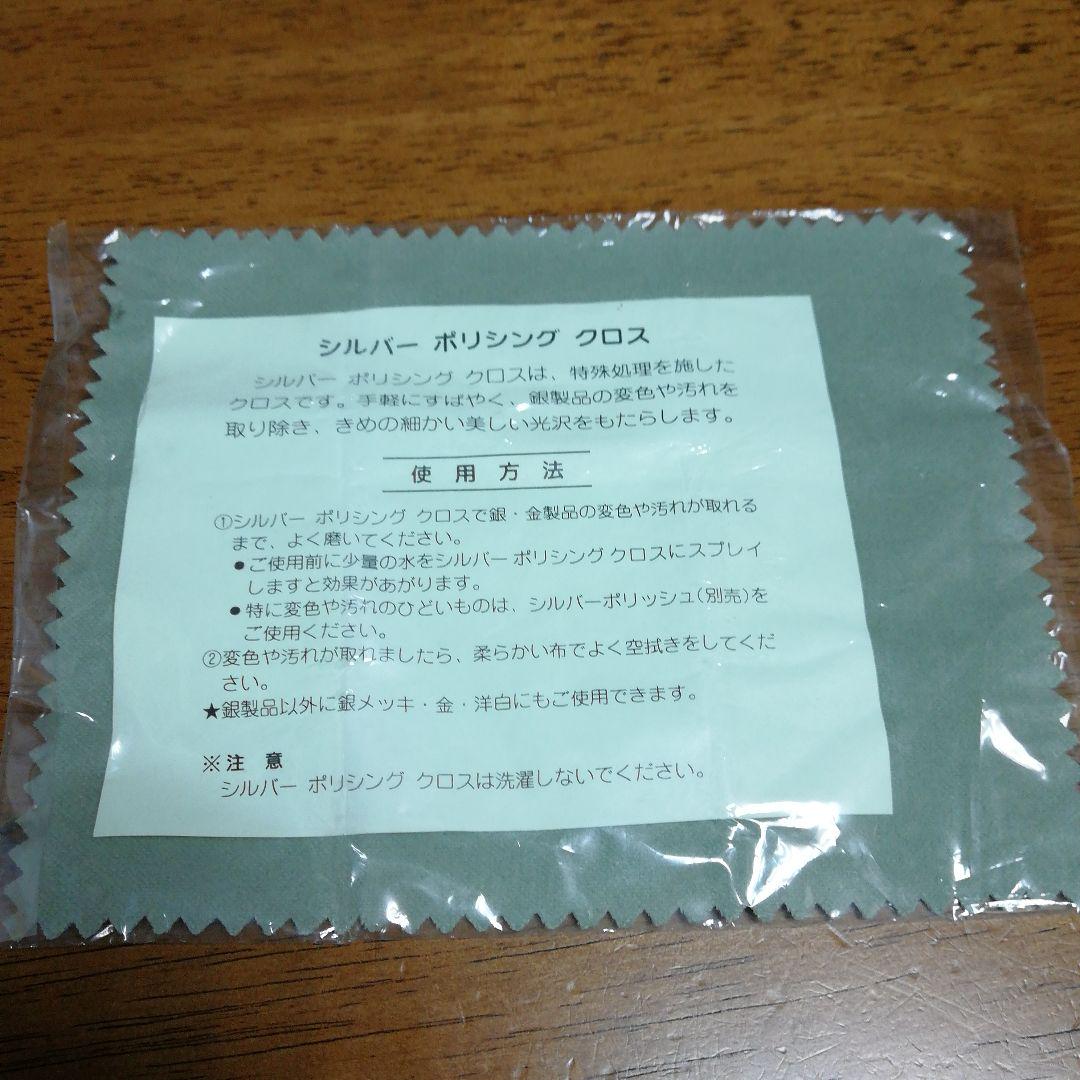 シルバー ポリシング クロス
シルバー ポリシング クロスは、特殊処理を施した
クロスです。手軽にすばやく、銀製品の変色や汚れを
取り除き、きめの細かい美しい光沢をもたらします。
使用方法
①シルバー ポリシング クロスで銀・金製品の変色や汚れが取れる
まで、よく磨いてください。
●ご使用前に少量の水をシルバー ポリシング クロスにスプレイ
しますと効果があがります。
●特に変色や汚れのひどいものは、シルバーポリッシュ(別売)を
ご使用ください。
②変色や汚れが取れましたら、柔らかい布でよく空拭きをしてくだ
さい。
★銀製品以外に銀メッキ・金・洋白にもご使用できます。
※注 意
シルバー ポリシング クロスは洗濯しないでください。